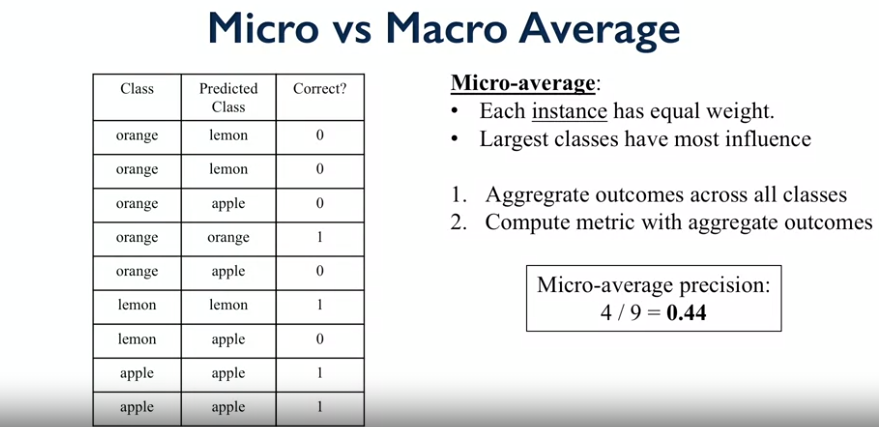 Micro vs Macro Average
Class Predicted Class Correct?
orange lemon 0
orange lemon 0
orange apple 0
orange orange 1
orange apple 0
lemon lemon 1
lemon apple 0
apple apple 1
apple apple 1
Micro-average:
• Each instance has equal weight.
• Largest classes have most influence
1. Aggregrate outcomes across all classes
2. Compute metric with aggregate outcomes
Micro-average precision:
4 / 9 = 0.44